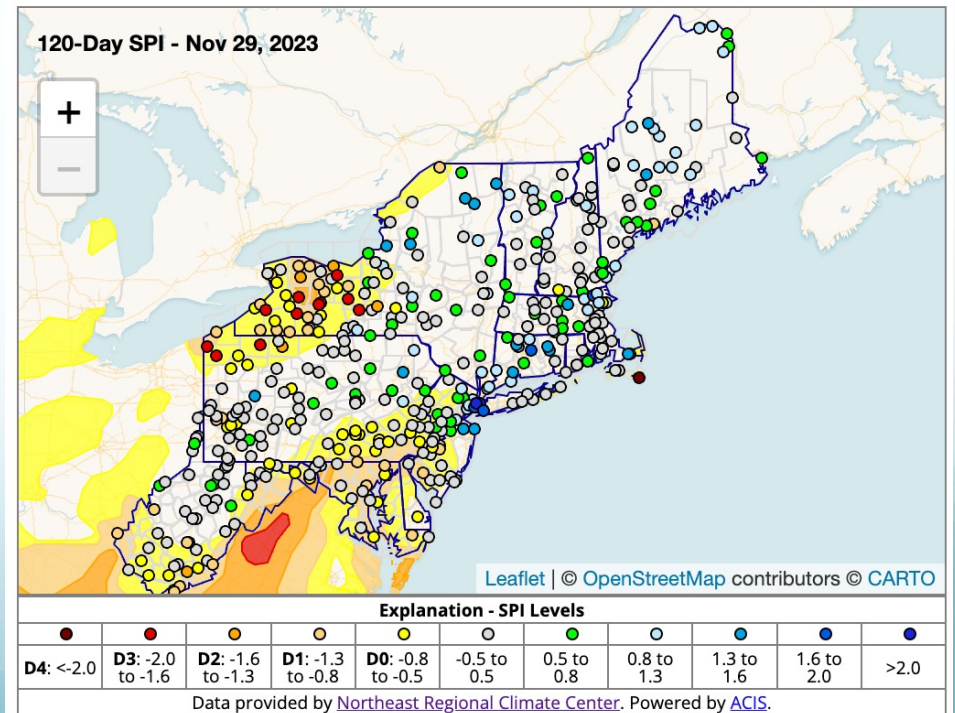 120-Day SPI - Nov 29, 2023
+
−
Leaflet | © OpenStreetMap contributors © CARTO
Explanation - SPI Levels
D4: <-2.0 D3: -2.0 to -1.6 D2: -1.6 to -1.3 D1: -1.3 to -0.8 D0: -0.8 to -0.5 -0.5 to 0.5 0.5 to 0.8 0.8 to 1.3 1.3 to 1.6 1.6 to 2.0 >2.0
Data provided by Northeast Regional Climate Center. Powered by ACIS.